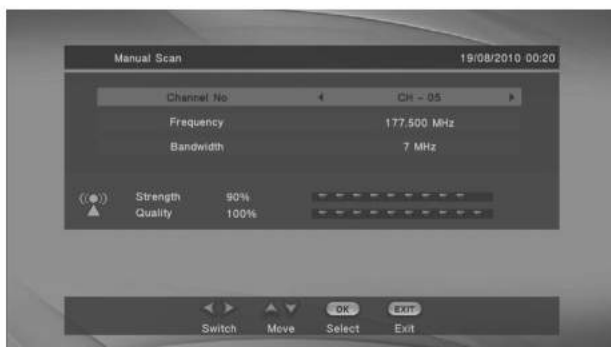 Manual Scan 19/08/2010 00:20
Channel No CH - 05
Frequency 177.500 MHz
Bandwidth 7 MHz
Strength 90%
Quality 100%
OK EXIT
Switch Move Select Exit